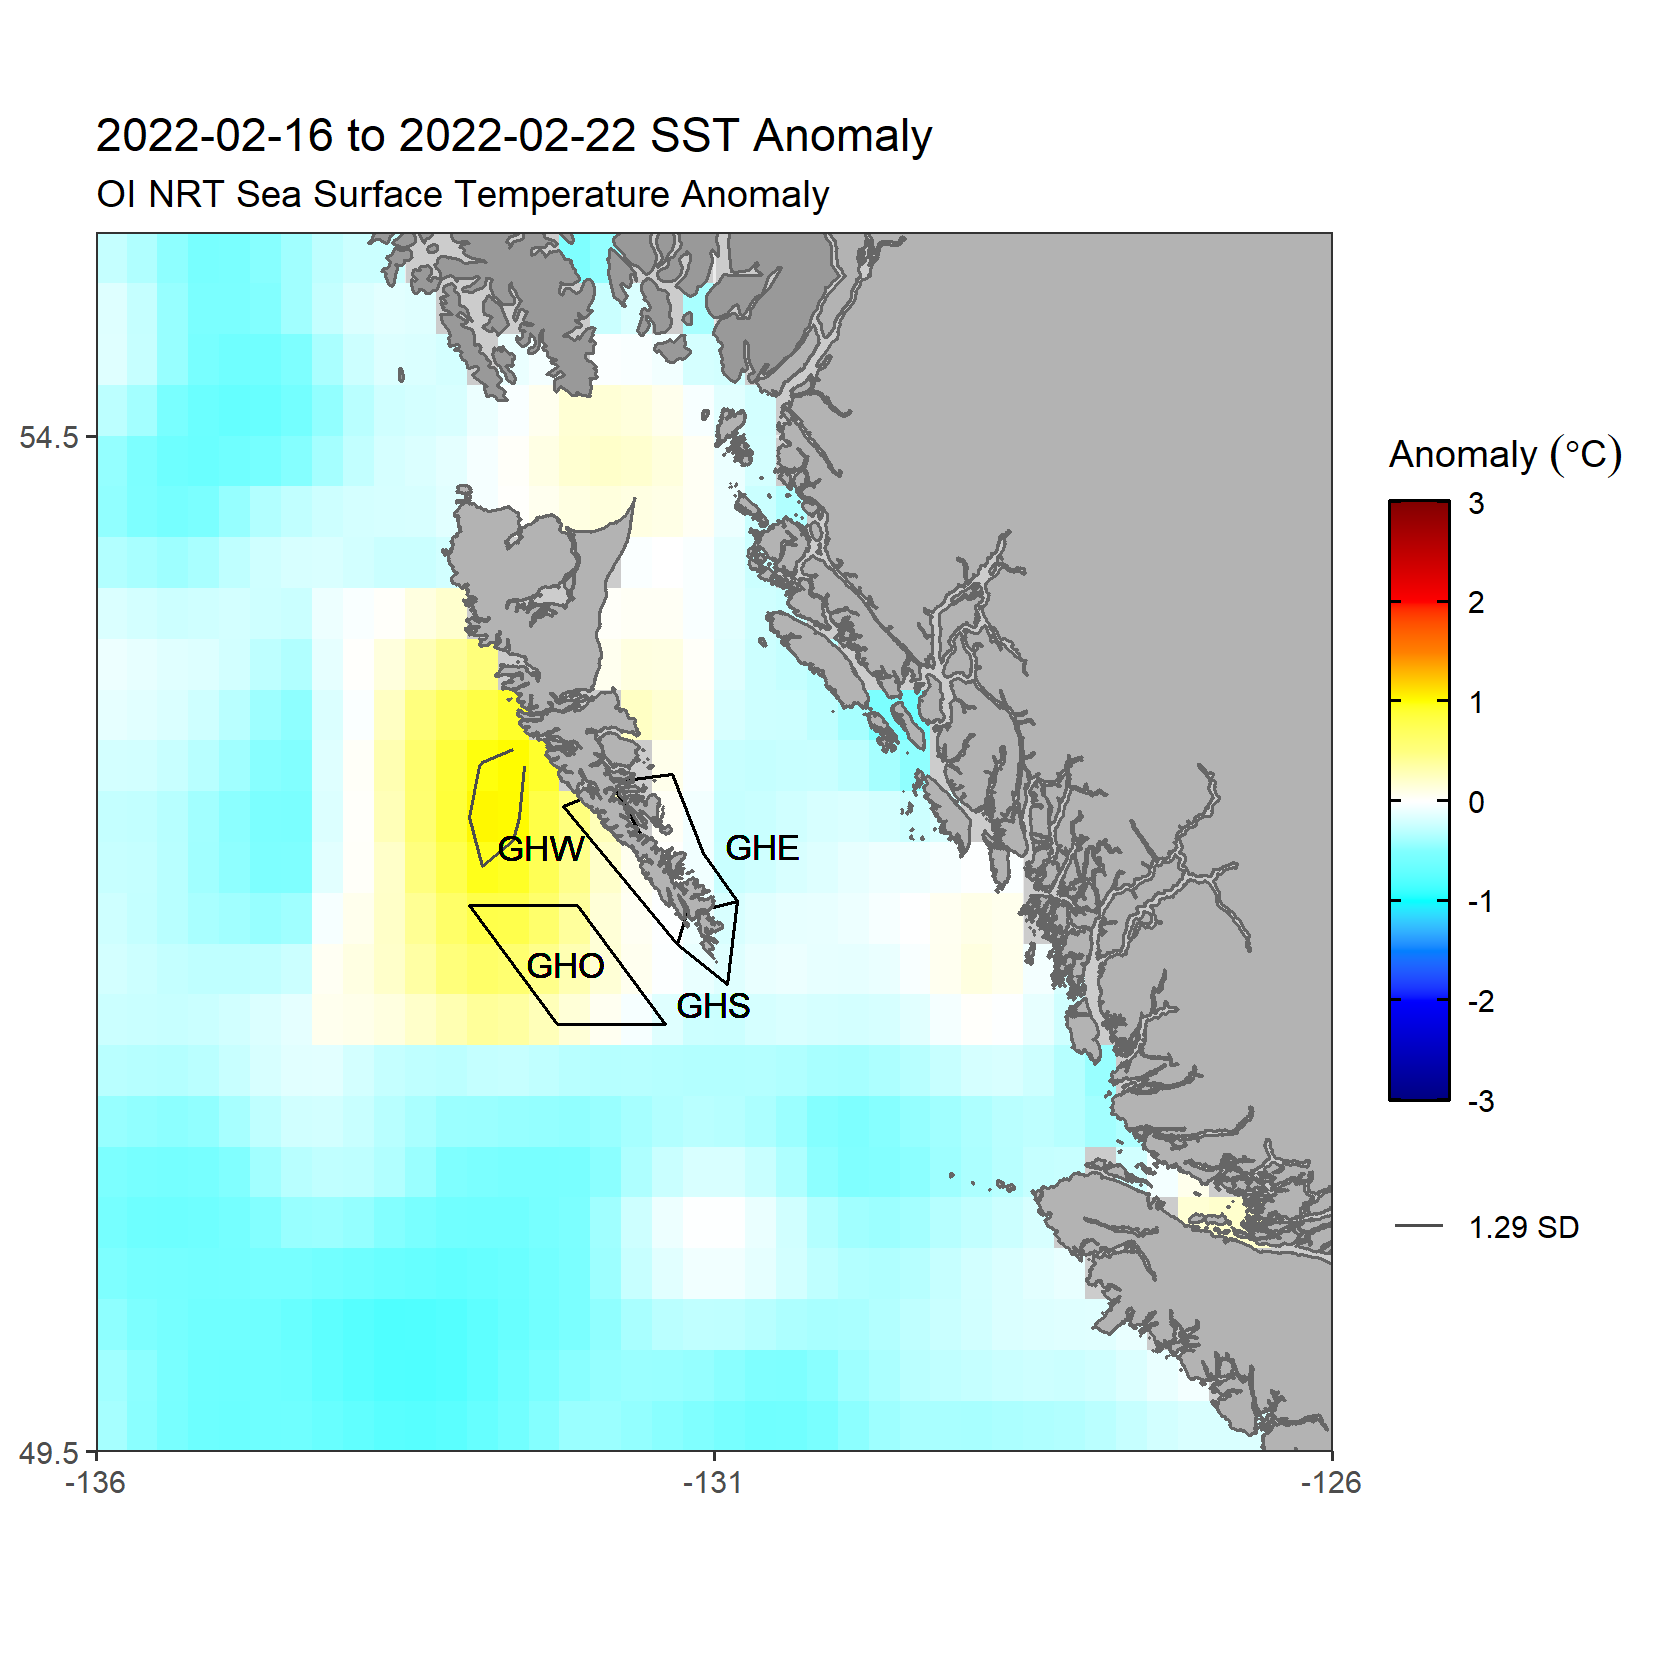 2022-02-16 to 2022-02-22 SST Anomaly
OI NRT Sea Surface Temperature Anomaly
54.5
49.5
-136
-131
-126
GHW
GHE
GHO
GHS
Anomaly (°C)
3
2
1
0
-1
-2
-3
1.29 SD